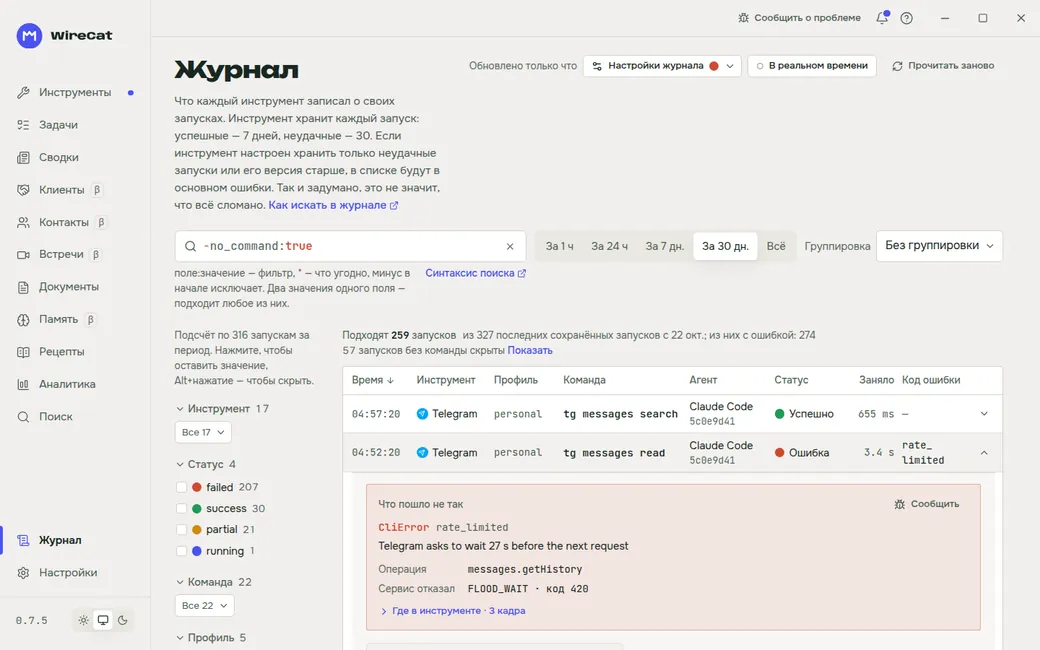 wirecat
Сообщить о проблеме
Инструменты
Задачи
Сводки
Клиенты β
Контакты β
Встречи β
Документы
Память β
Рецепты
Аналитика
Поиск
Журнал
Настройки
0.7.5
Журнал
Обновлено только что
Настройки журнала
В реальном времени
Прочитать заново
Что каждый инструмент записал о своих
запусках. Инструмент хранит каждый запуск:
успешные — 7 дней, неудачные — 30. Если
инструмент настроен хранить только неудачные
запуски или его версия старше, в списке будут в
основном ошибки. Так и задумано, это не значит,
что всё сломано. Как искать в журнале
-no_command:true
За 1 ч За 24 ч За 7 дн. За 30 дн. Всё
Группировка
Без группировки
поле:значение — фильтр, * — что угодно, минус в
начале исключает. Два значения одного поля —
подходит любое из них.
Синтаксис поиска
Подсчёт по 316 запускам за
период. Нажмите, чтобы
оставить значение,
Alt+нажатие — чтобы скрыть.
Инструмент 17
Все 17
Статус 4
failed 207
success 30
partial 21
running 1
Команда 22
Все 22
Профиль 5
Подходят 259 запусков из 327 последних сохранённых запусков с 22 окт.; из них с ошибкой: 274
57 запусков без команды скрыты Показать
Время ↓ Инструмент Профиль Команда Агент Статус Заняло Код ошибки
04:57:20 Telegram personal tg messages search Claude Code 5c0e9d41 Успешно 655 ms —
04:52:20 Telegram personal tg messages read Claude Code 5c0e9d41 Ошибка 3.4 s rate_
limited
Что пошло не так
Сообщить
CliError rate_limited
Telegram asks to wait 27 s before the next request
Операция messages.getHistory
Сервис отказал FLOOD_WAIT · код 420
Где в инструменте · 3 кадра